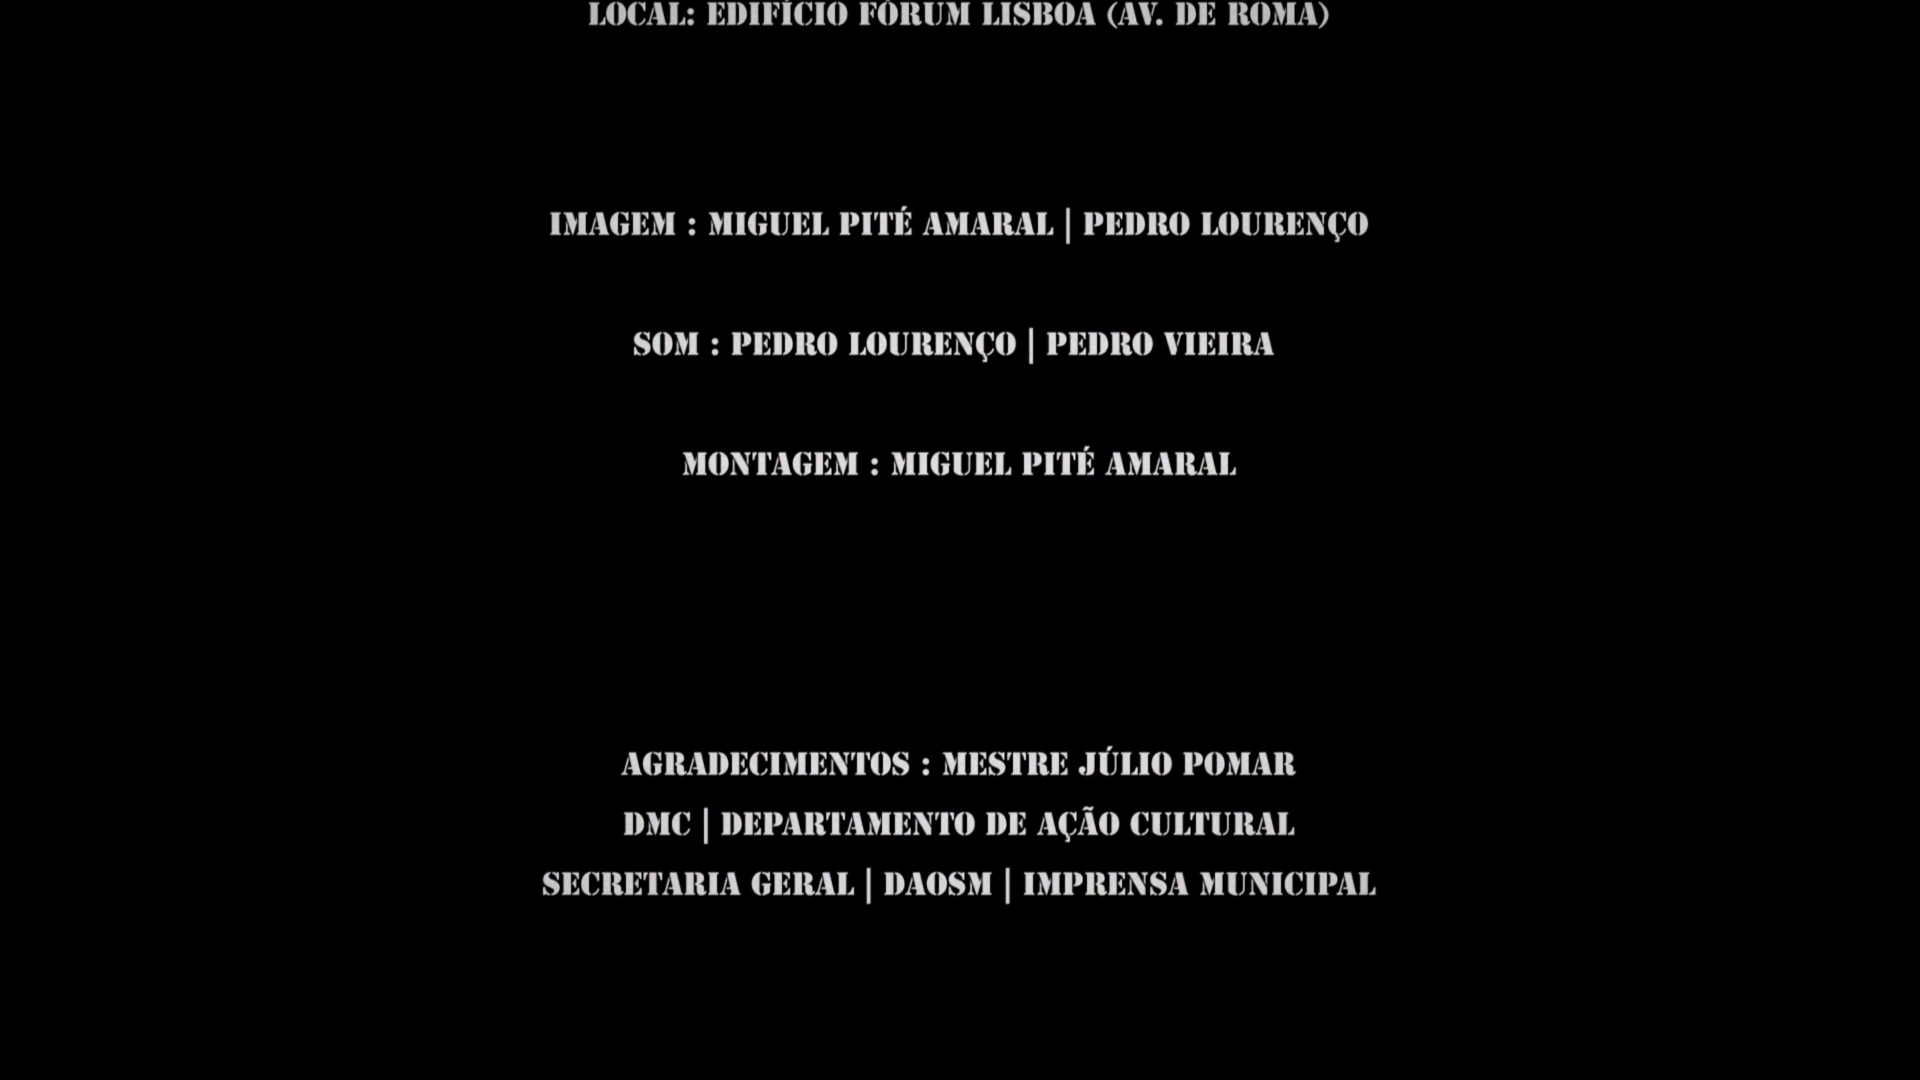 LOCAL: EDIFÍCIO FÓRUM LISBOA (AV. DE ROMA)
IMAGEM : MIGUEL PITÉ AMARAL | PEDRO LOURENÇO
SOM : PEDRO LOURENÇO | PEDRO VIEIRA
MONTAGEM : MIGUEL PITÉ AMARAL
AGRADECIMENTOS : MESTRE JÚLIO POMAR
DMC | DEPARTAMENTO DE AÇÃO CULTURAL
SECRETARIA GERAL | DAOSM | IMPRENSA MUNICIPAL